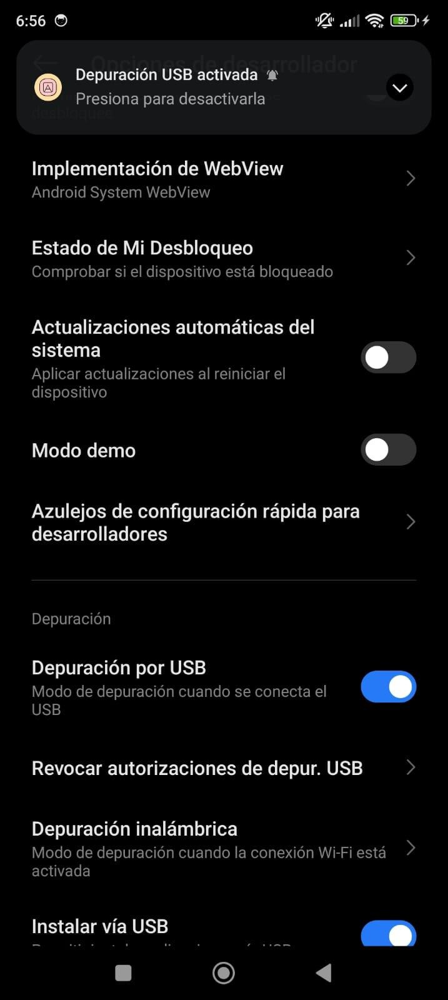 6:56
59
Opciones de desarrollador
Depuración USB activada
Presiona para desactivarla
desbloquee
Implementación de WebView
Android System WebView
Estado de Mi Desbloqueo
Comprobar si el dispositivo está bloqueado
Actualizaciones automáticas del
sistema
Aplicar actualizaciones al reiniciar el
dispositivo
Modo demo
Azulejos de configuración rápida para
desarrolladores
Depuración
Depuración por USB
Modo de depuración cuando se conecta el
USB
Revocar autorizaciones de depur. USB
Depuración inalámbrica
Modo de depuración cuando la conexión Wi-Fi está
activada
Instalar vía USB